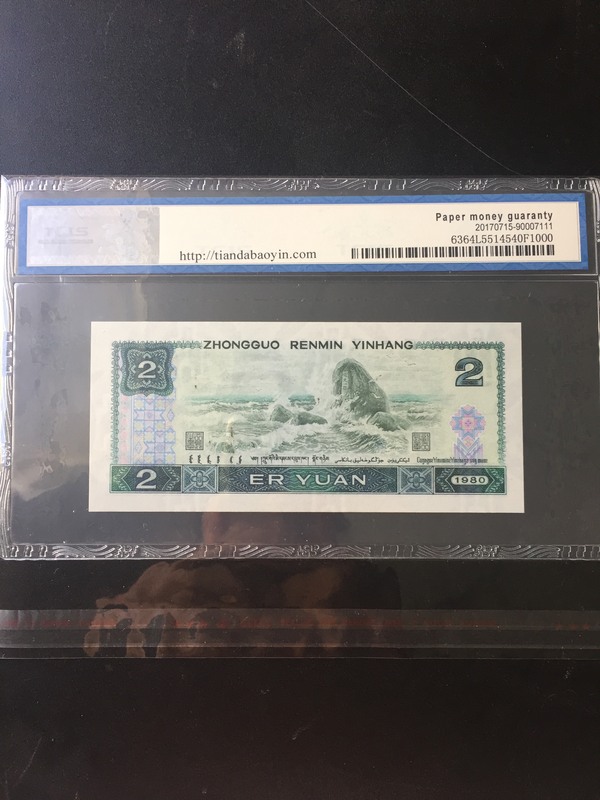 Paper money guaranty
20170715-90007111
6364L5514540F1000
http://tiandabaoyin.com
ZHONGGUO RENMIN YINHANG
2
2
2
ER YUAN
1980